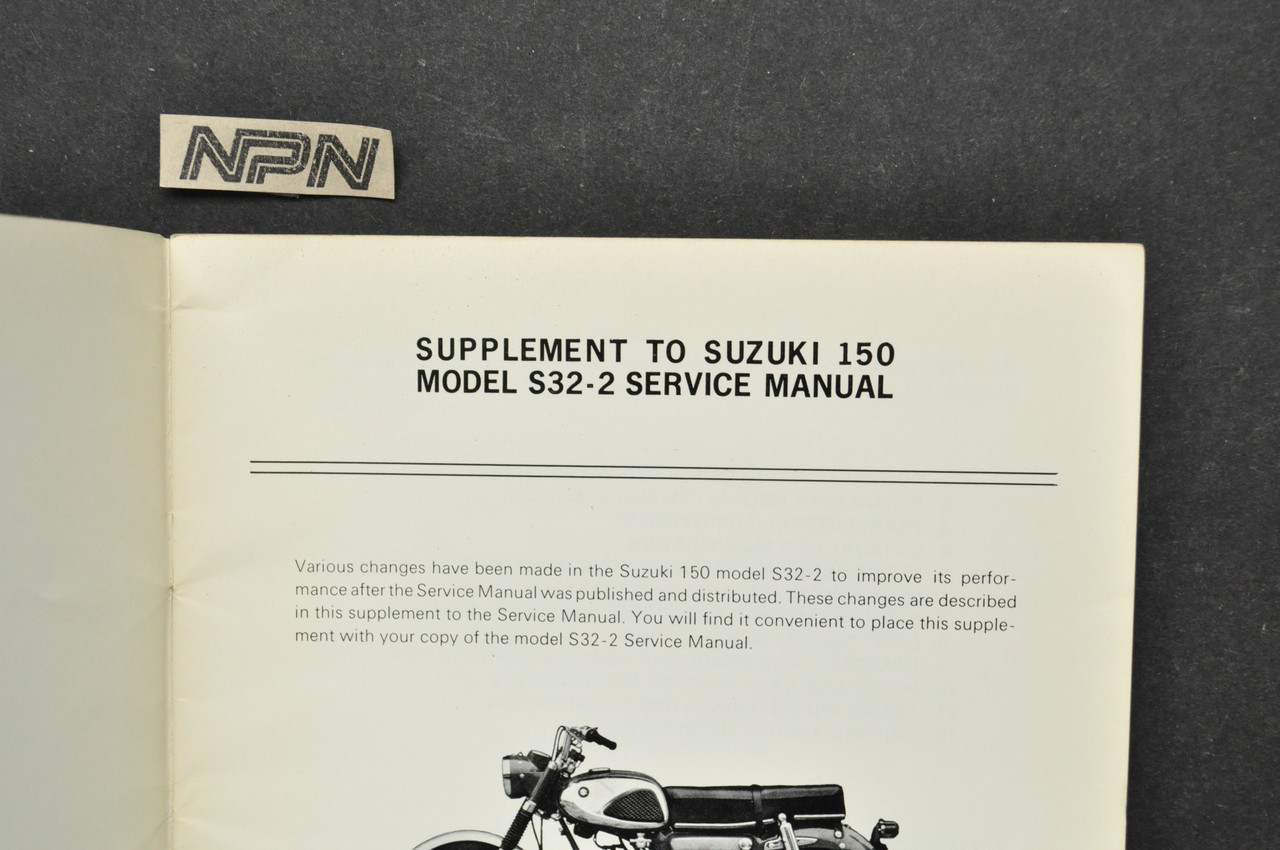 NPN
SUPPLEMENT TO SUZUKI 150
MODEL S32-2 SERVICE MANUAL
Various changes have been made in the Suzuki 150 model S32-2 to improve its perfor-
mance after the Service Manual was published and distributed. These changes are described
in this supplement to the Service Manual. You will find it convenient to place this supple-
ment with your copy of the model S32-2 Service Manual.